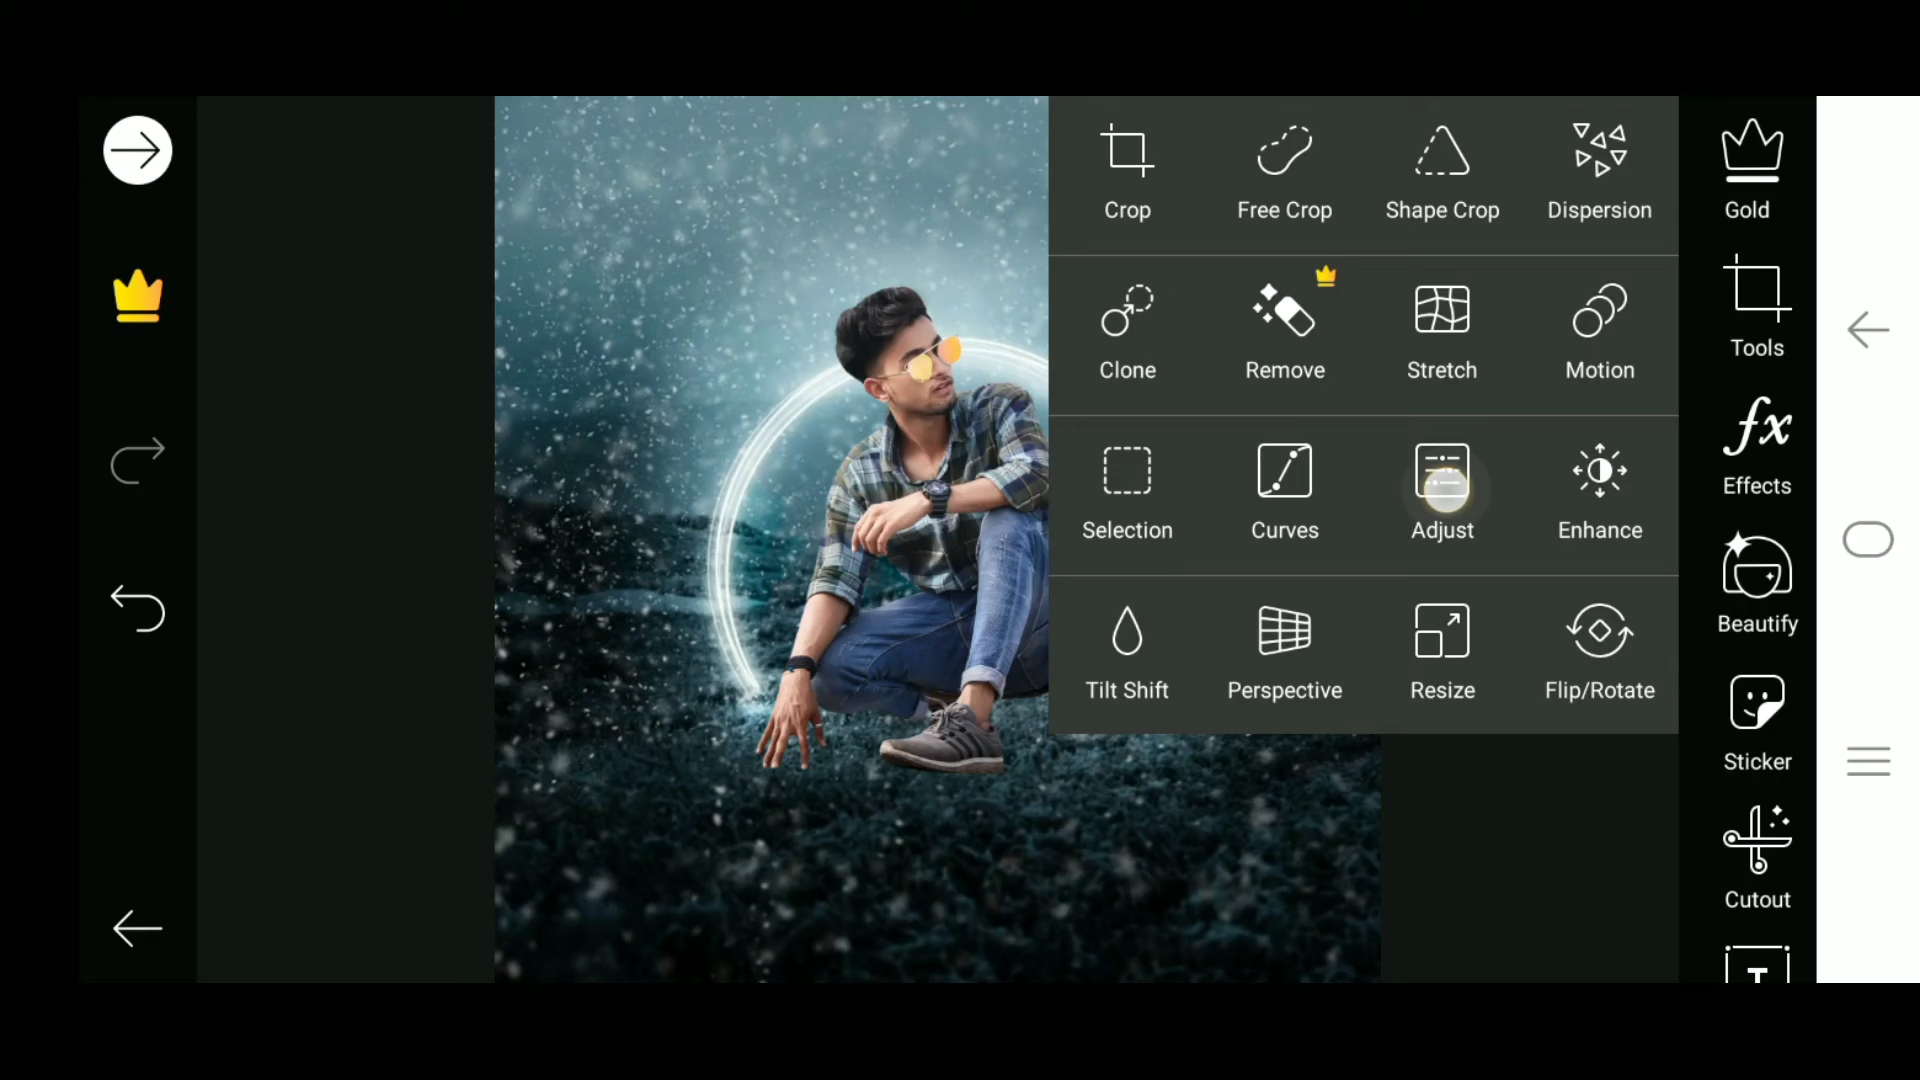 Crop Free Crop Shape Crop Dispersion
Clone Remove Stretch Motion
Selection Curves Adjust Enhance
Tilt Shift Perspective Resize Flip/Rotate
Gold
Tools
fx
Effects
Beautify
Sticker
Cutout
T